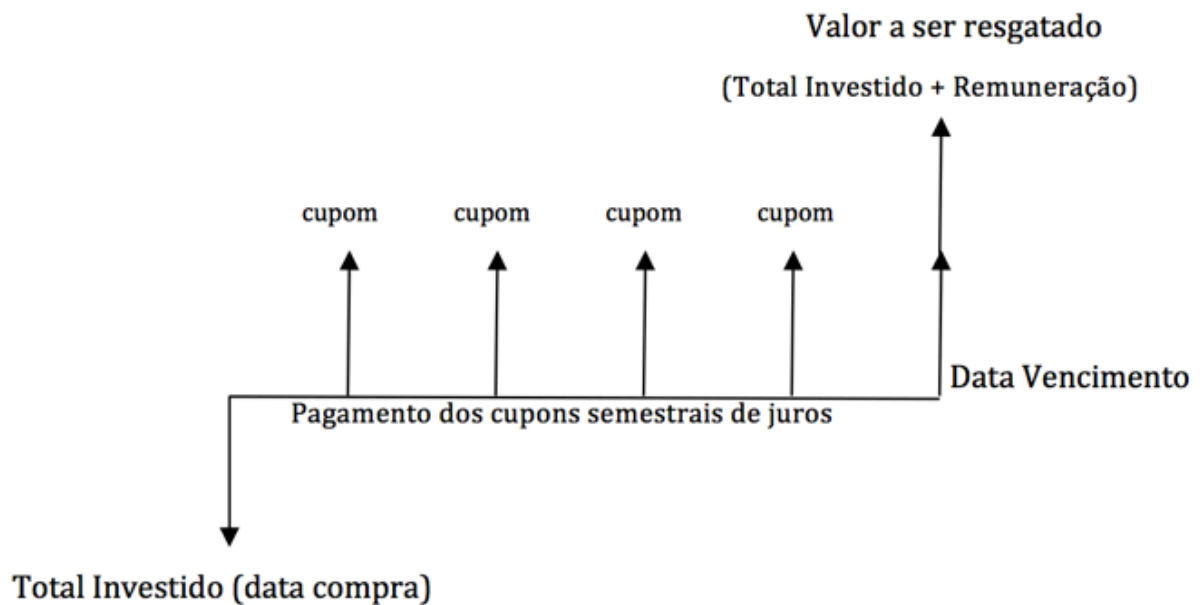 Valor a ser resgatado
(Total Investido + Remuneração)
cupom
cupom
cupom
cupom
Data Vencimento
Pagamento dos cupons semestrais de juros
Total Investido (data compra)